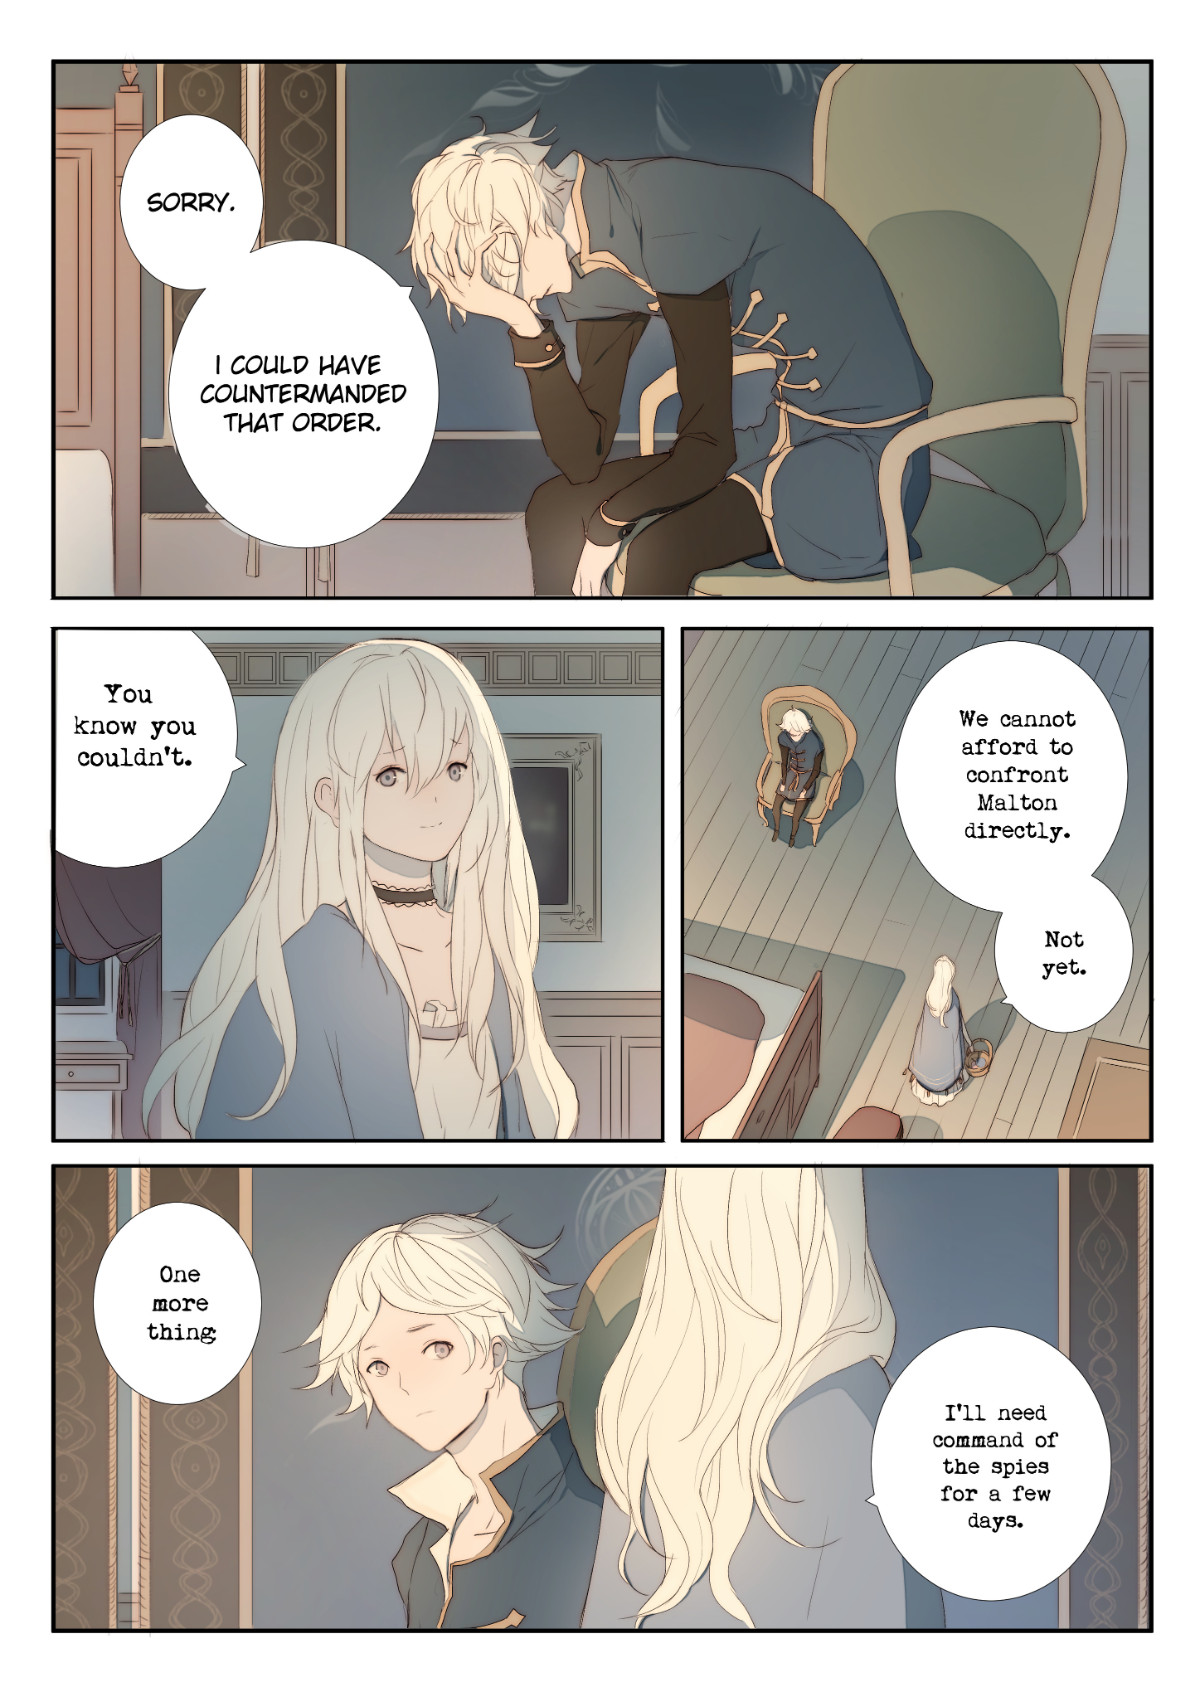 SORRY.
I COULD HAVE
COUNTERMANDED
THAT ORDER.
You
know you
couldn't.
We cannot
afford to
confront
Malton
directly.
Not
yet.
One
more
thing
I'll need
command of
the spies
for a few
days.